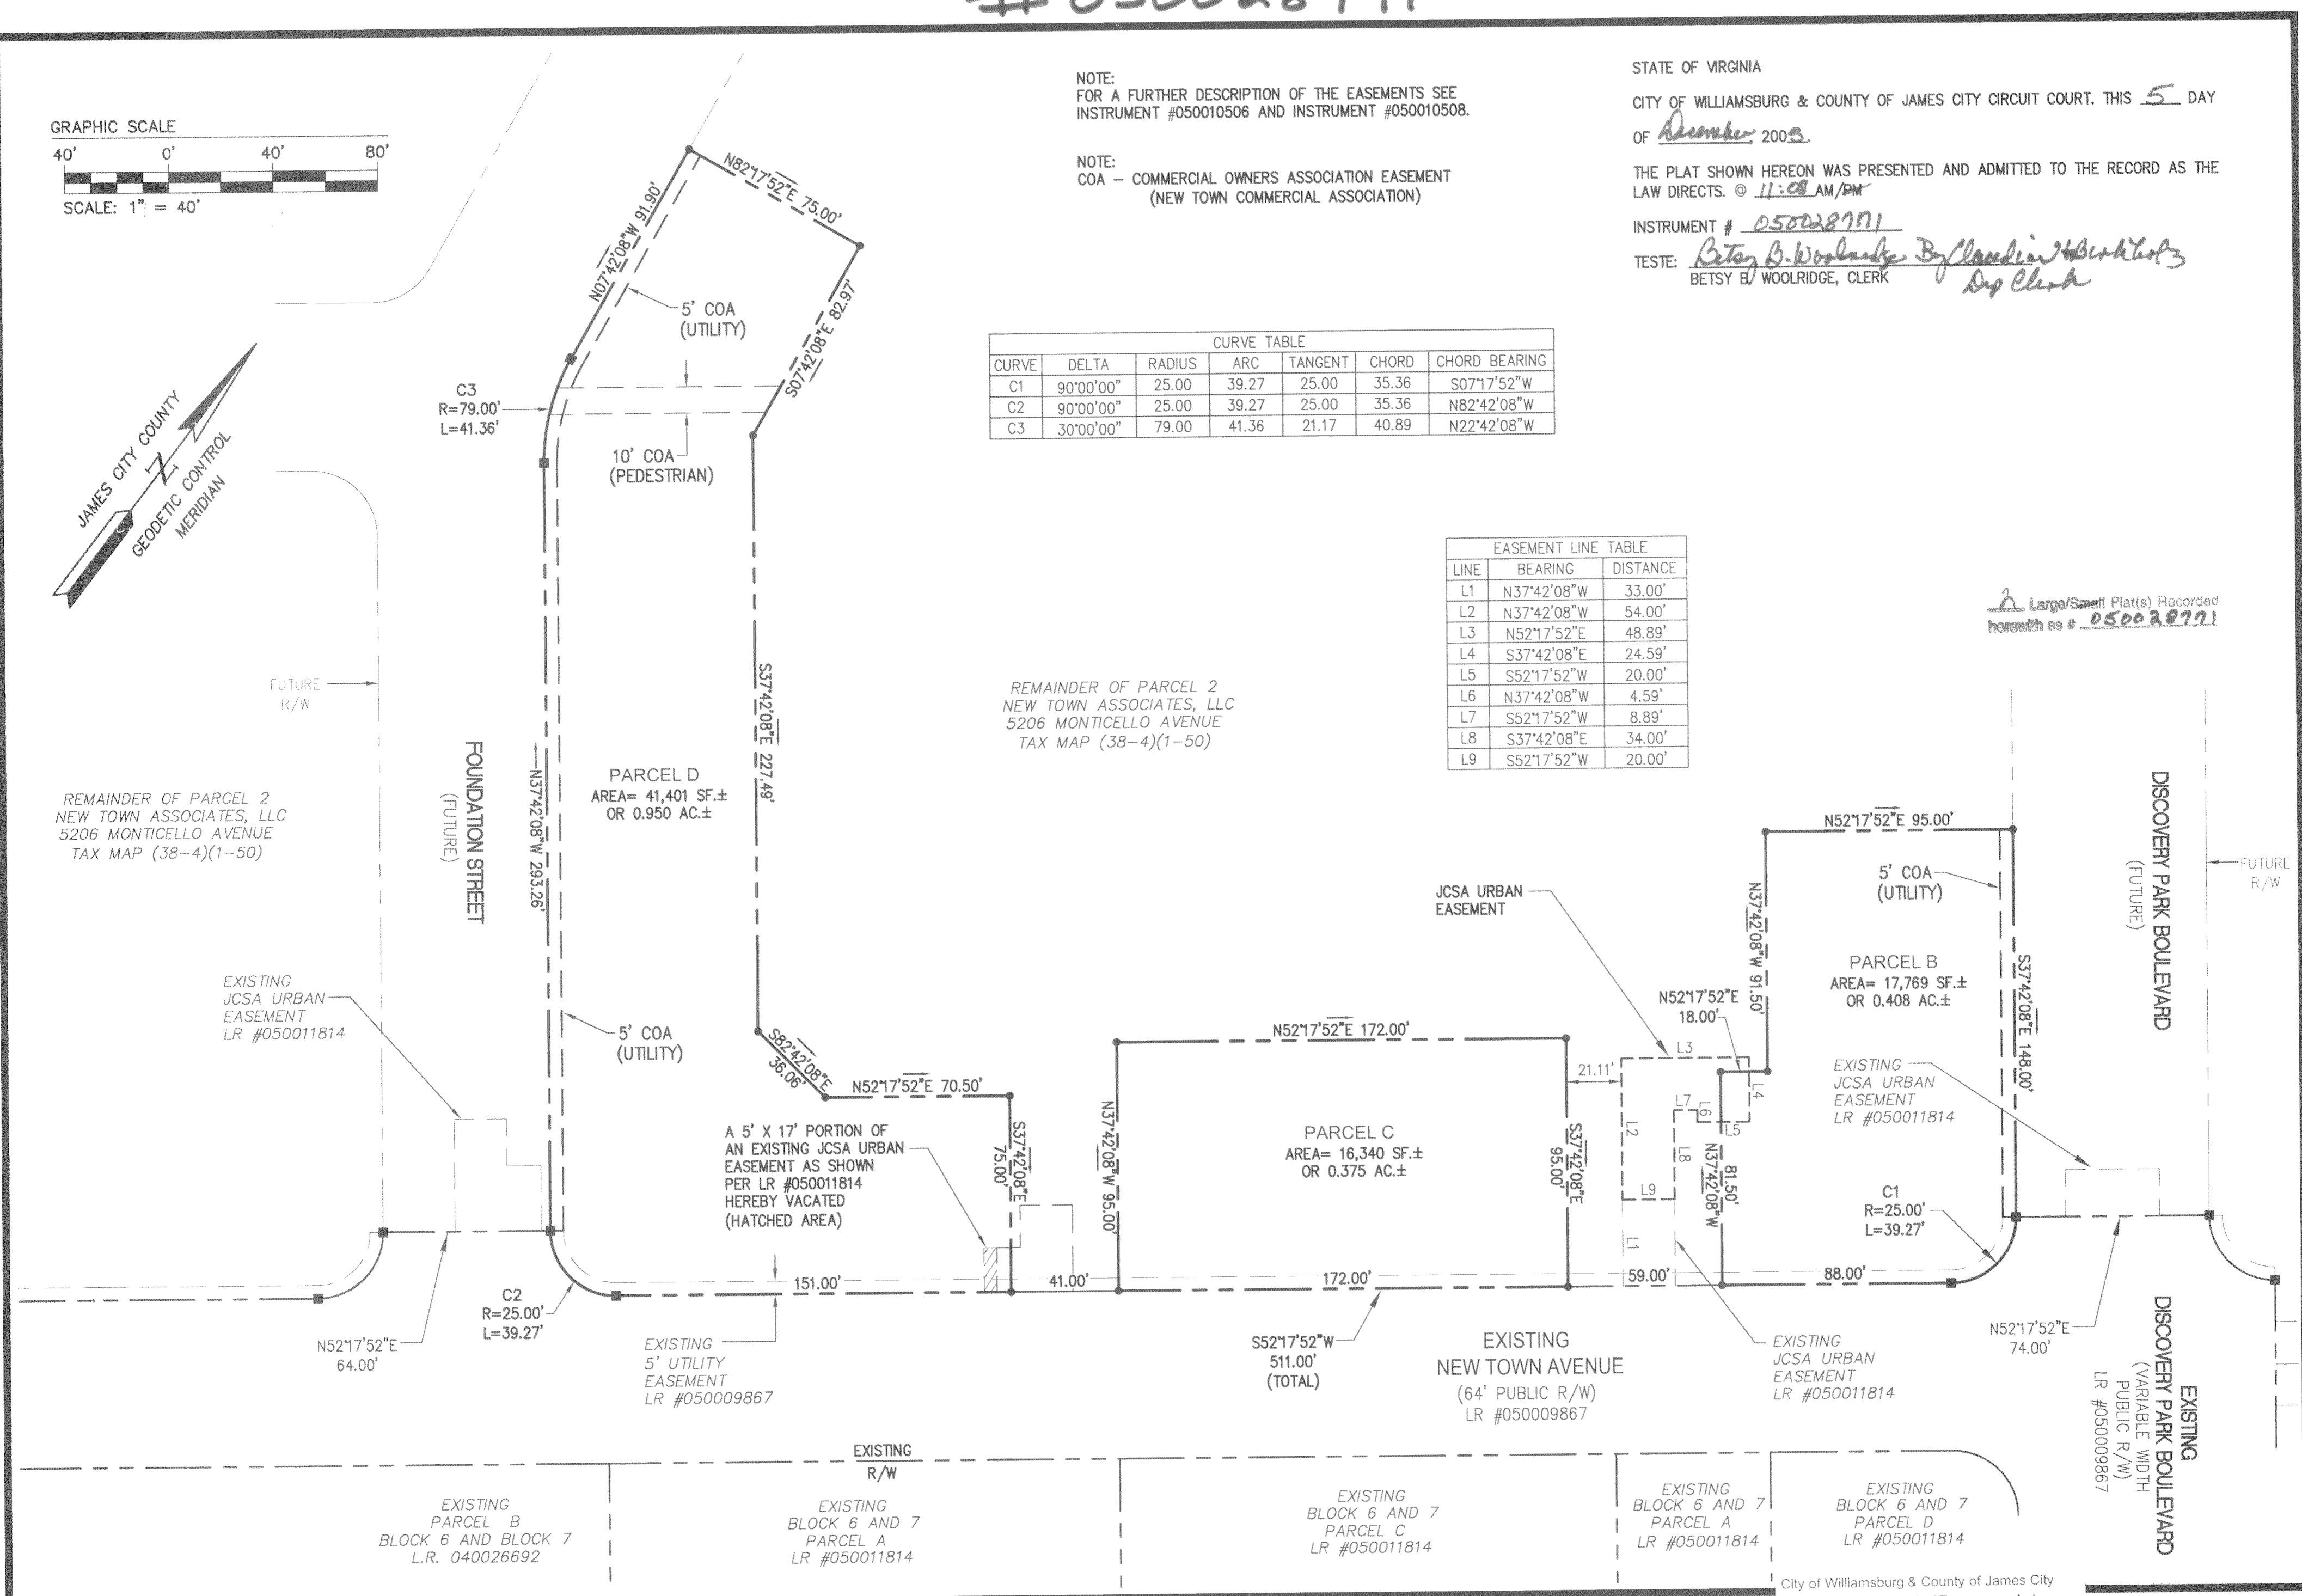 GRAPHIC SCALE
40' 0' 40' 80'
SCALE: 1" = 40'
NOTE:
FOR A FURTHER DESCRIPTION OF THE EASEMENTS SEE
INSTRUMENT #050010506 AND INSTRUMENT #050010508.
NOTE:
COA – COMMERCIAL OWNERS ASSOCIATION EASEMENT
(NEW TOWN COMMERCIAL ASSOCIATION)
STATE OF VIRGINIA
CITY OF WILLIAMSBURG & COUNTY OF JAMES CITY CIRCUIT COURT. THIS 5 DAY
OF December, 2005.
THE PLAT SHOWN HEREON WAS PRESENTED AND ADMITTED TO THE RECORD AS THE
LAW DIRECTS. @ 11:08 AM/PM
INSTRUMENT # 050028771
TESTE: Betsy B. Woolridge By
Dep Clerk
BETSY B. WOOLRIDGE, CLERK
CURVE TABLE
CURVE DELTA RADIUS ARC TANGENT CHORD CHORD BEARING
C1 90°00'00" 25.00 39.27 25.00 35.36 S07°17'52"W
C2 90°00'00" 25.00 39.27 25.00 35.36 N82°42'08"W
C3 30°00'00" 79.00 41.36 21.17 40.89 N22°42'08"W
EASEMENT LINE TABLE
LINE BEARING DISTANCE
L1 N37°42'08"W 33.00'
L2 N37°42'08"W 54.00'
L3 N52°17'52"E 48.89'
L4 S37°42'08"E 24.59'
L5 S52°17'52"W 20.00'
L6 N37°42'08"W 4.59'
L7 S52°17'52"W 8.89'
L8 S37°42'08"E 34.00'
L9 S52°17'52"W 20.00'
2 Large/Small Plat(s) Recorded
herewith as # 050028771
JAMES CITY COUNTY
GEODETIC CONTROL
MERIDIAN
N82°17'52"E 75.00'
N07°42'08"W 91.90'
S07°42'08"E 82.97'
5' COA
(UTILITY)
C3
R=79.00'
L=41.36'
10' COA
(PEDESTRIAN)
FUTURE
R/W
FOUNDATION STREET
(FUTURE)
N37°42'08"W 293.26'
S37°42'08"E 227.49'
PARCEL D
AREA= 41,401 SF.±
OR 0.950 AC.±
REMAINDER OF PARCEL 2
NEW TOWN ASSOCIATES, LLC
5206 MONTICELLO AVENUE
TAX MAP (38–4)(1–50)
REMAINDER OF PARCEL 2
NEW TOWN ASSOCIATES, LLC
5206 MONTICELLO AVENUE
TAX MAP (38–4)(1–50)
EXISTING
JCSA URBAN
EASEMENT
LR #050011814
5' COA
(UTILITY)
S82°42'08"E
36.06'
N52°17'52"E 70.50'
S37°42'08"E
75.00'
A 5' X 17' PORTION OF
AN EXISTING JCSA URBAN
EASEMENT AS SHOWN
PER LR #050011814
HEREBY VACATED
(HATCHED AREA)
N37°42'08"W 95.00'
N52°17'52"E 172.00'
PARCEL C
AREA= 16,340 SF.±
OR 0.375 AC.±
S37°42'08"E
95.00'
21.11'
JCSA URBAN
EASEMENT
L3
L2
L7
L6
L4
L5
L8
L9
L1
N52°17'52"E
18.00'
N37°42'08"W 91.50'
N37°42'08"W
81.50'
N52°17'52"E 95.00'
5' COA
(UTILITY)
PARCEL B
AREA= 17,769 SF.±
OR 0.408 AC.±
S37°42'08"E 148.00'
EXISTING
JCSA URBAN
EASEMENT
LR #050011814
C1
R=25.00'
L=39.27'
DISCOVERY PARK BOULEVARD
(FUTURE)
FUTURE
R/W
151.00'
41.00'
172.00'
59.00'
88.00'
C2
R=25.00'
L=39.27'
N52°17'52"E
64.00'
EXISTING
5' UTILITY
EASEMENT
LR #050009867
S52°17'52"W
511.00'
(TOTAL)
EXISTING
NEW TOWN AVENUE
(64' PUBLIC R/W)
LR #050009867
EXISTING
JCSA URBAN
EASEMENT
LR #050011814
N52°17'52"E
74.00'
EXISTING
DISCOVERY PARK BOULEVARD
(VARIABLE WIDTH
PUBLIC R/W)
LR #050009867
EXISTING
R/W
EXISTING
PARCEL B
BLOCK 6 AND BLOCK 7
L.R. 040026692
EXISTING
BLOCK 6 AND 7
PARCEL A
LR #050011814
EXISTING
BLOCK 6 AND 7
PARCEL C
LR #050011814
EXISTING
BLOCK 6 AND 7
PARCEL A
LR #050011814
EXISTING
BLOCK 6 AND 7
PARCEL D
LR #050011814
City of Williamsburg & County of James City